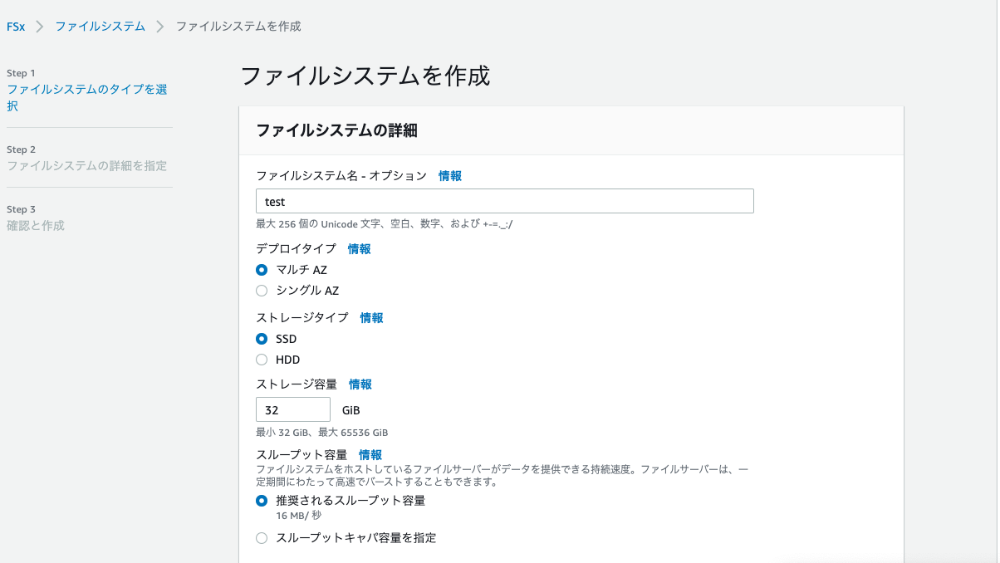 FSx > ファイルシステム > ファイルシステムを作成
Step 1
ファイルシステムのタイプを選
択
Step 2
ファイルシステムの詳細を指定
Step 3
確認と作成
ファイルシステムを作成
ファイルシステムの詳細
ファイルシステム名 - オプション 情報
test
最大 256 個の Unicode 文字、空白、数字、および +-=._:/
デプロイタイプ 情報
マルチ AZ
シングル AZ
ストレージタイプ 情報
SSD
HDD
ストレージ容量 情報
32 GiB
最小 32 GiB、最大 65536 GiB
スループット容量 情報
ファイルシステムをホストしているファイルサーバーがデータを提供できる持続速度。ファイルサーバーは、一
定期間にわたって高速でバーストすることもできます。
推奨されるスループット容量
16 MB/ 秒
スループットキャパ容量を指定